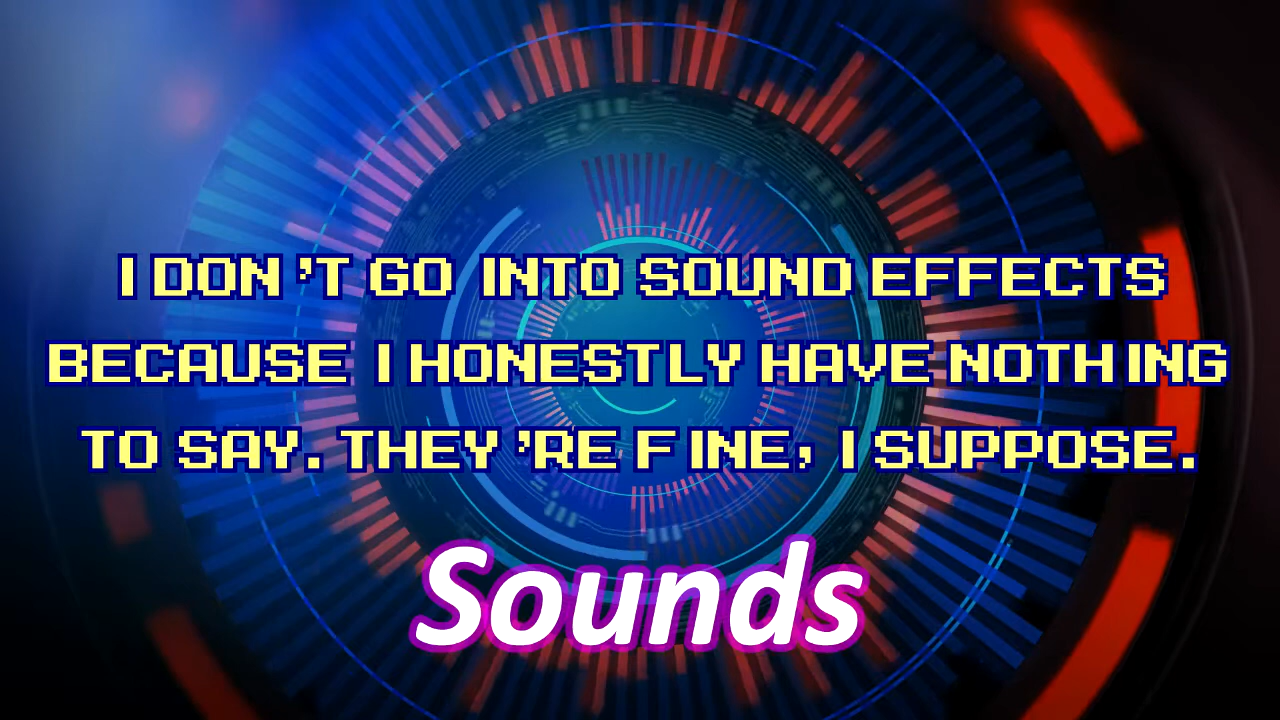 I DON'T GO INTO SOUND EFFECTS
BECAUSE I HONESTLY HAVE NOTHING
TO SAY. THEY'RE FINE, I SUPPOSE.
Sounds